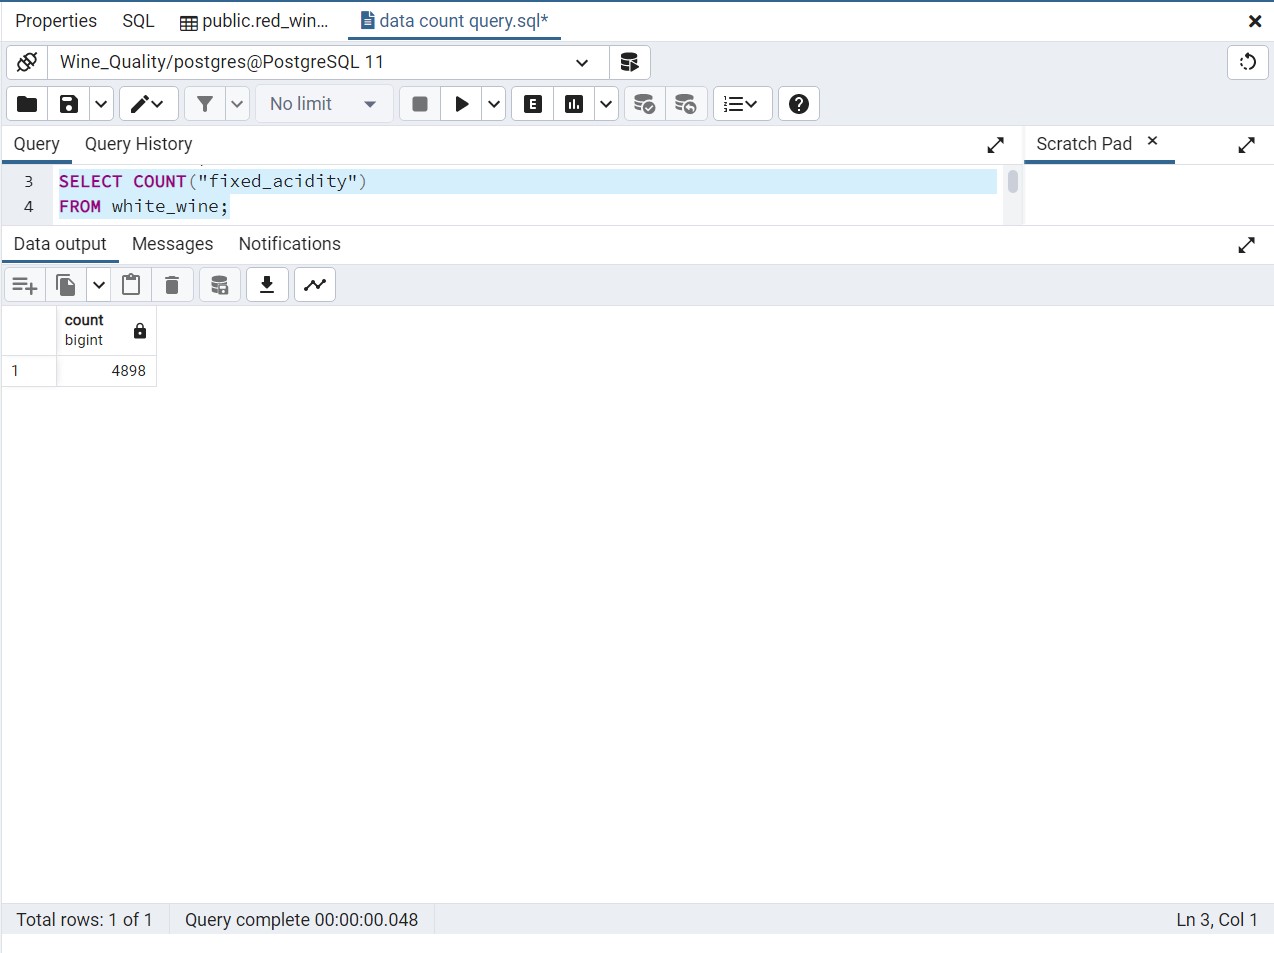 Properties SQL public.red_win... data count query.sql*
Wine_Quality/postgres@PostgreSQL 11
No limit E
Query Query History Scratch Pad
3 SELECT COUNT("fixed_acidity")
4 FROM white_wine;
Data output Messages Notifications
count
bigint
1 4898
Total rows: 1 of 1 Query complete 00:00:00.048 Ln 3, Col 1